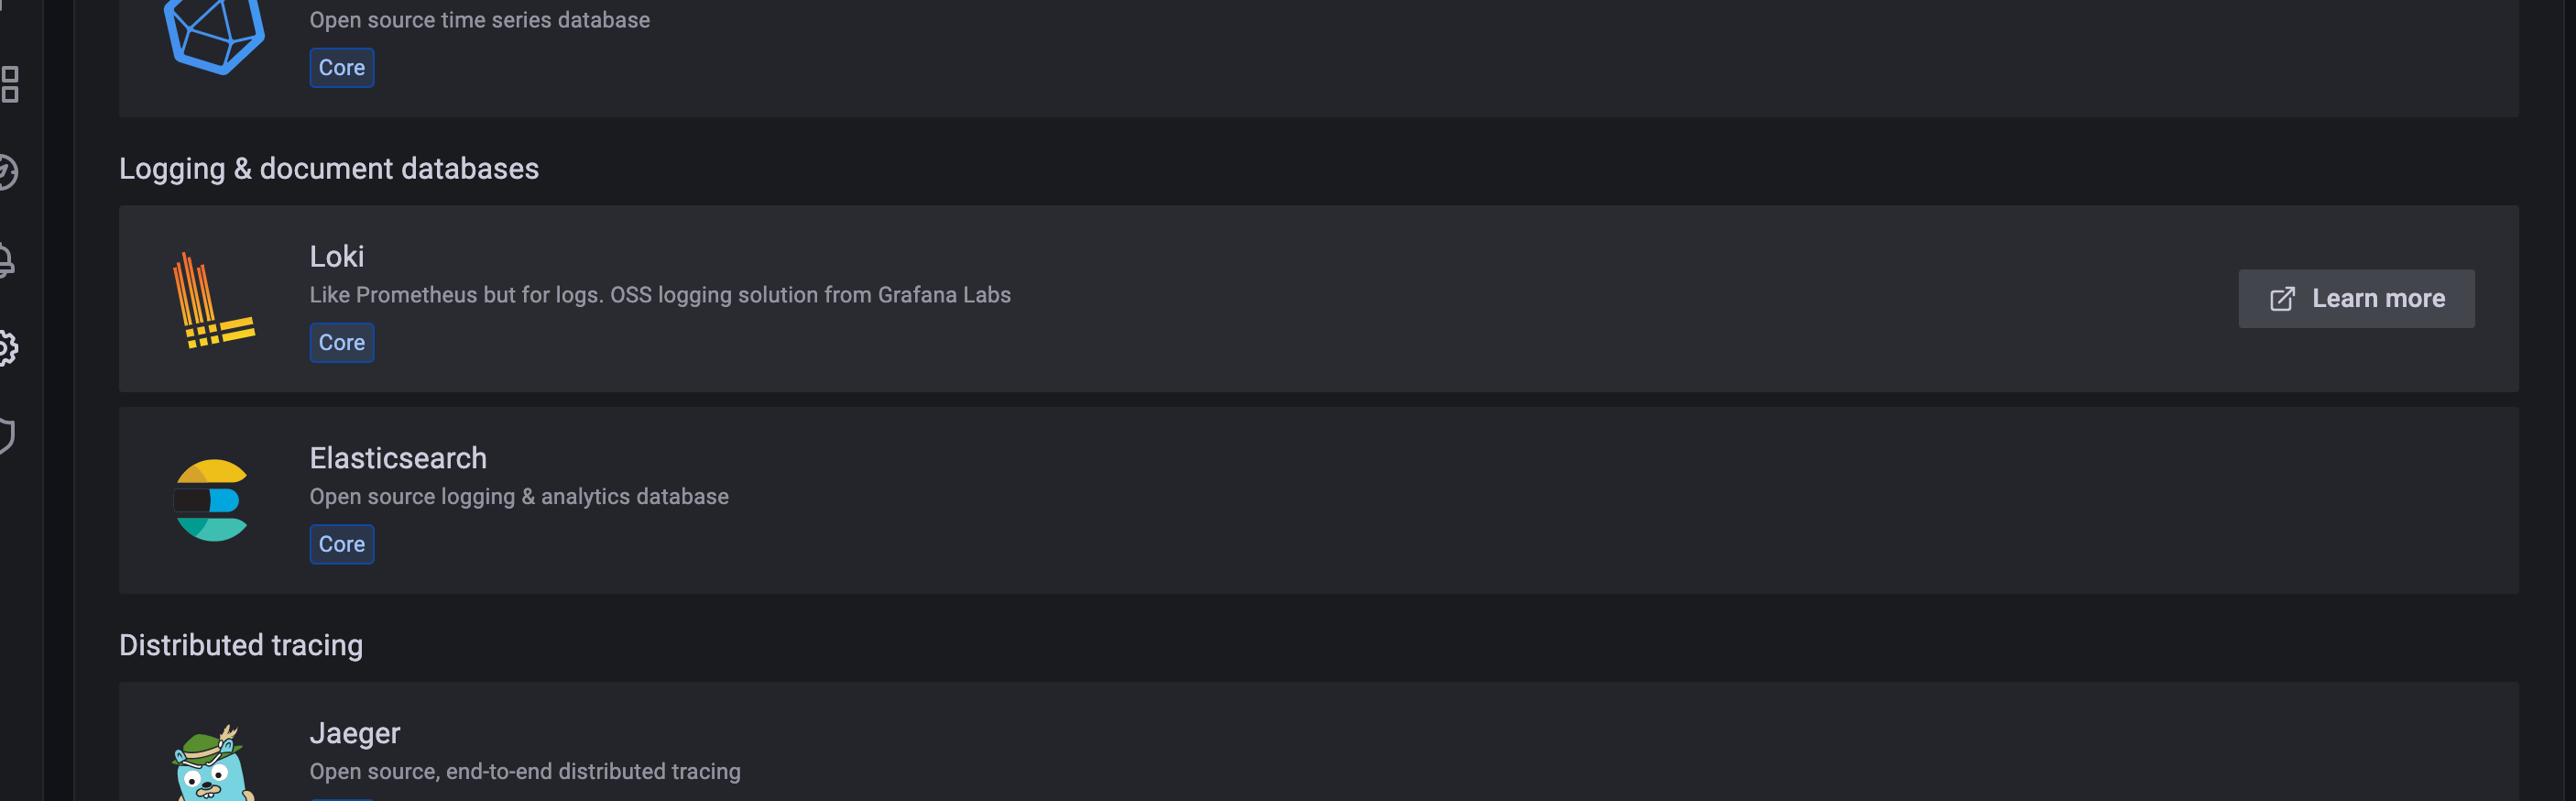 Open source time series database
Core
Logging & document databases
Loki
Like Prometheus but for logs. OSS logging solution from Grafana Labs
Core
Learn more
Elasticsearch
Open source logging & analytics database
Core
Distributed tracing
Jaeger
Open source, end-to-end distributed tracing